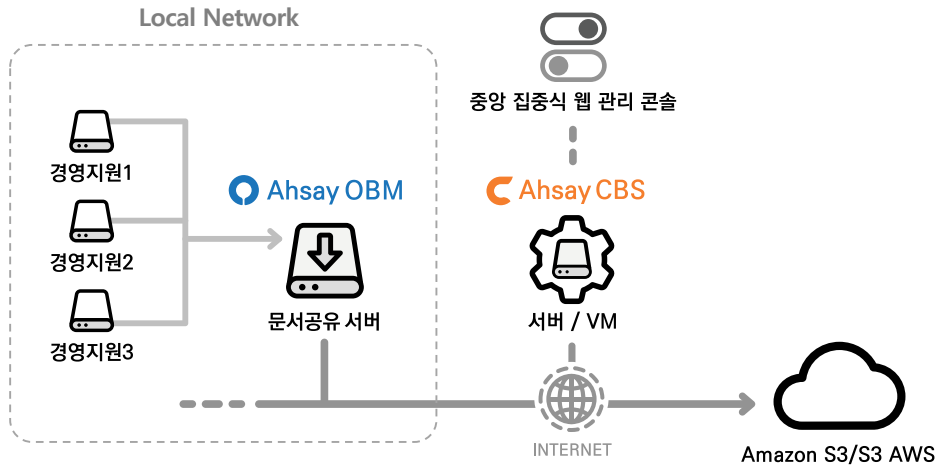 Local Network
중앙 집중식 웹 관리 콘솔
경영지원1
Ahsay OBM
Ahsay CBS
경영지원2
문서공유 서버
서버 / VM
경영지원3
INTERNET
Amazon S3/S3 AWS